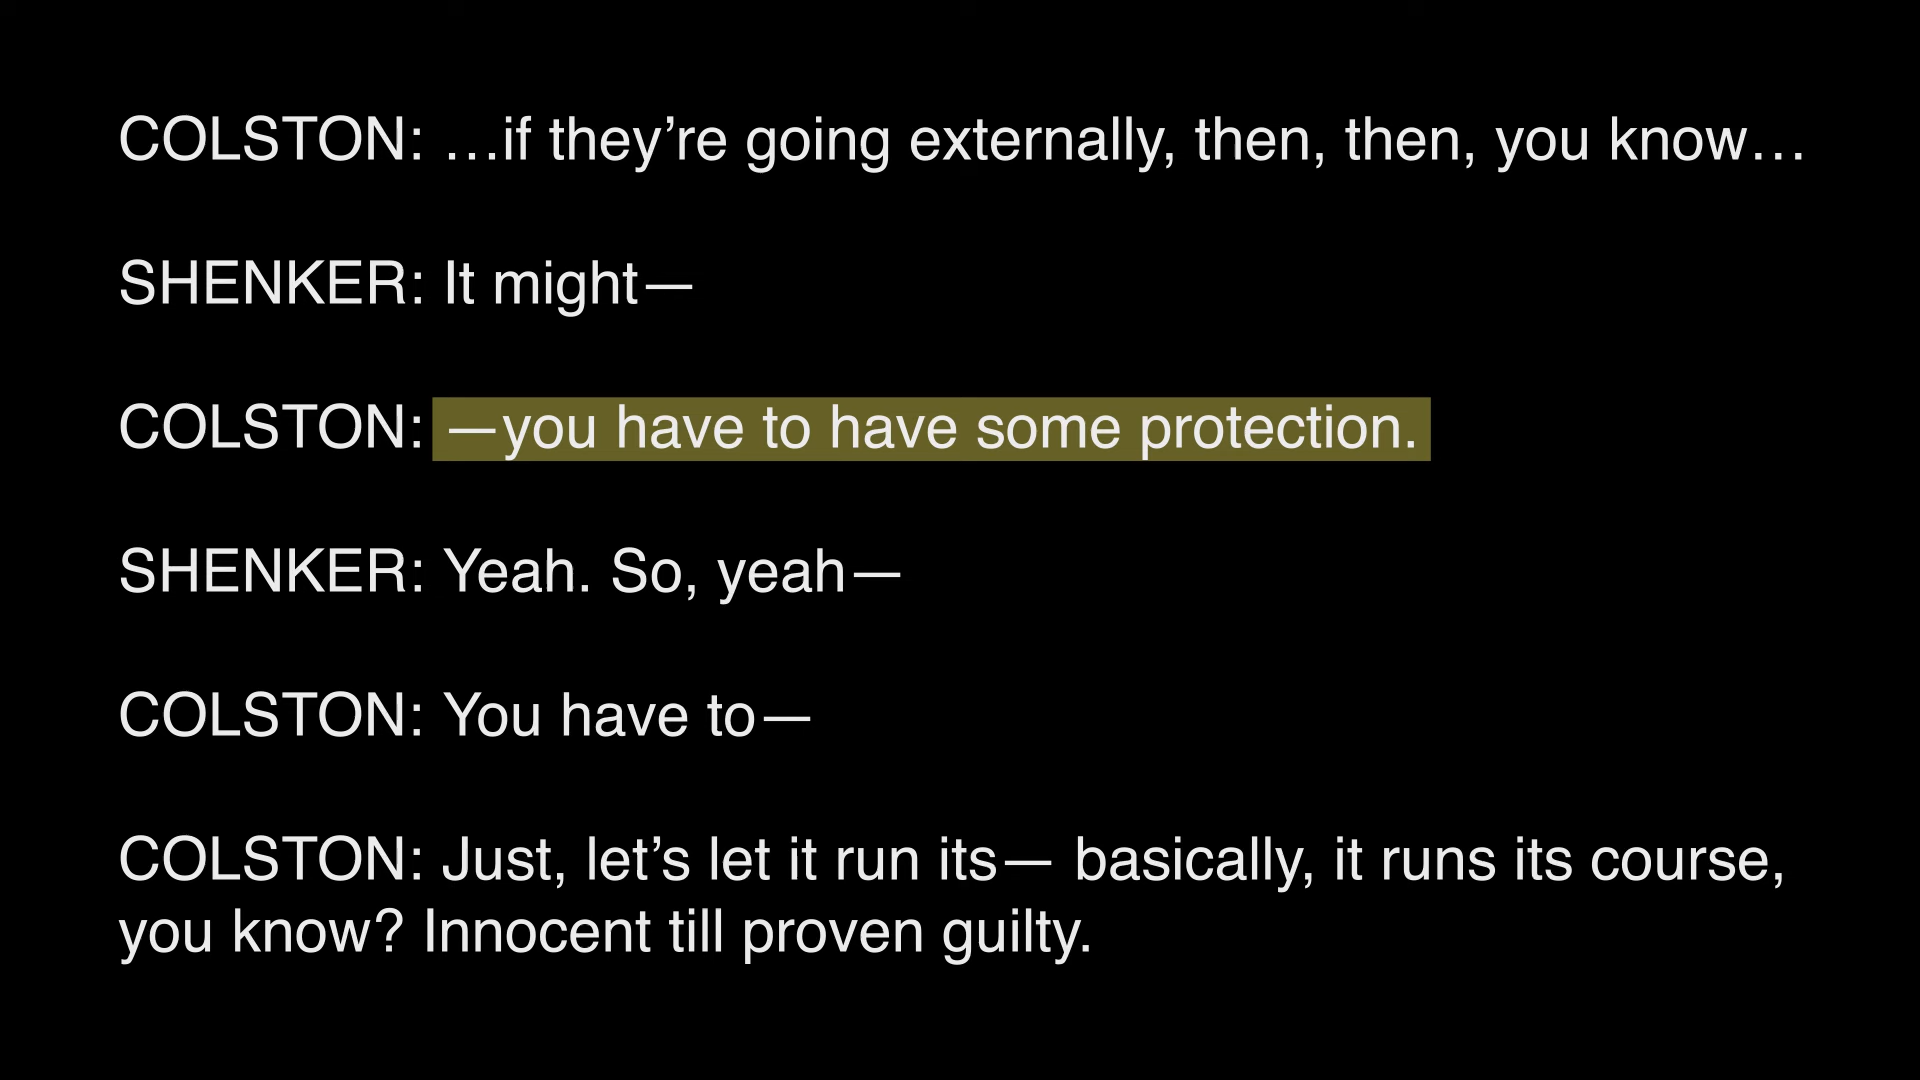 COLSTON: …if they’re going externally, then, then, you know…
SHENKER: It might—
COLSTON: —you have to have some protection.
SHENKER: Yeah. So, yeah—
COLSTON: You have to—
COLSTON: Just, let’s let it run its— basically, it runs its course,
you know? Innocent till proven guilty.